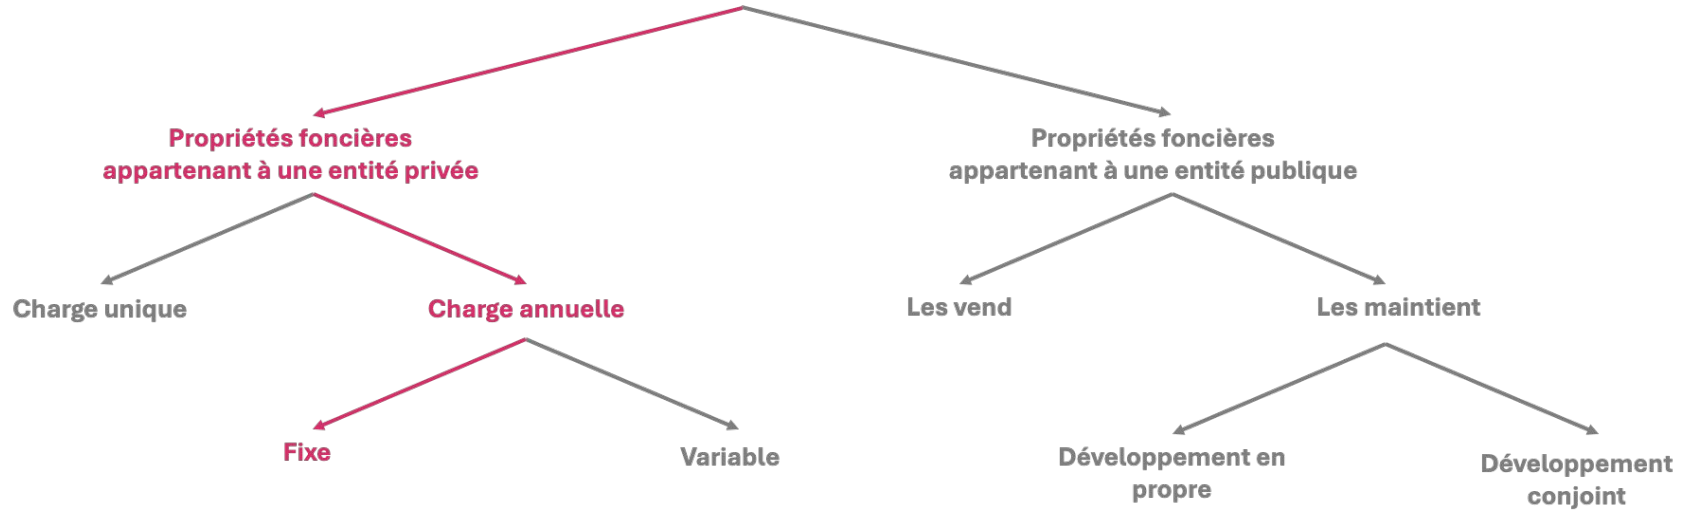 Propriétés foncières
appartenant à une entité privée
Propriétés foncières
appartenant à une entité publique
Charge unique
Charge annuelle
Les vend
Les maintient
Fixe
Variable
Développement en
propre
Développement
conjoint